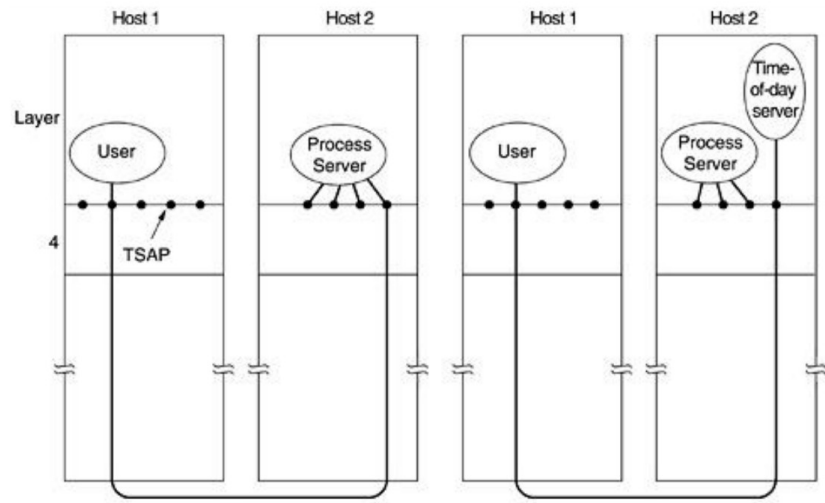 Host 1
Host 2
Host 1
Host 2
Layer
4
User
Process
Server
TSAP
User
Process
Server
Time-
of-day
server